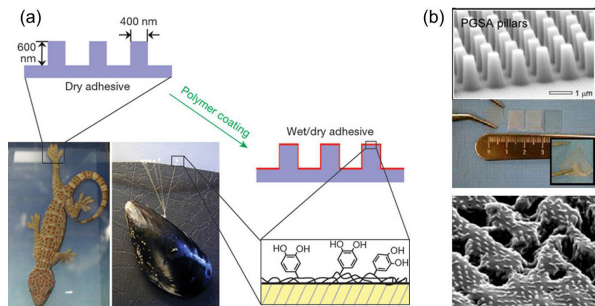 (a)
400 nm
600
nm
Dry adhesive
Polymer coating
Wet/dry adhesive
HO
OH
HO
OH
OH
OH
(b)
PGSA pillars
1 μm